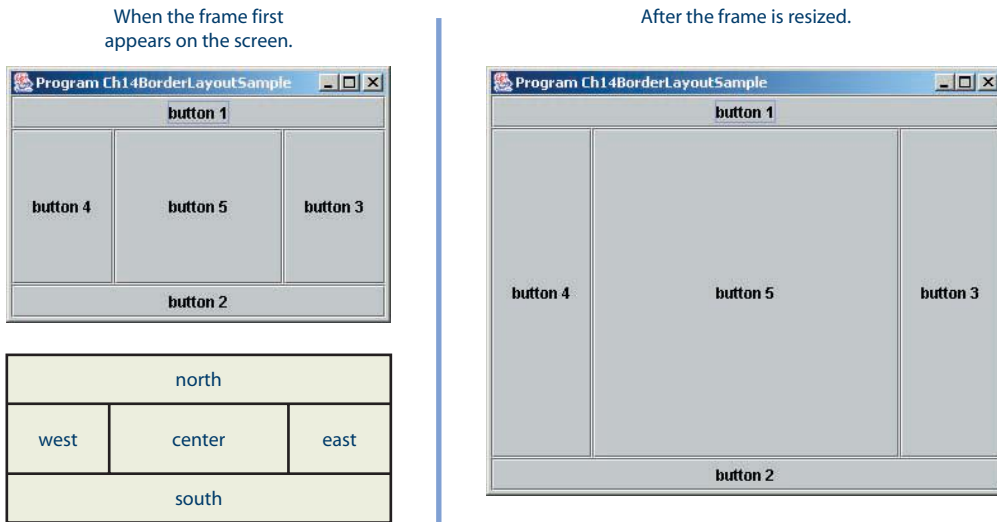 When the frame first
appears on the screen.
Program Ch14BorderLayoutSample
button 1
button 4 button 5 button 3
button 2
north
west center east
south
After the frame is resized.
Program Ch14BorderLayoutSample
button 1
button 4 button 5 button 3
button 2